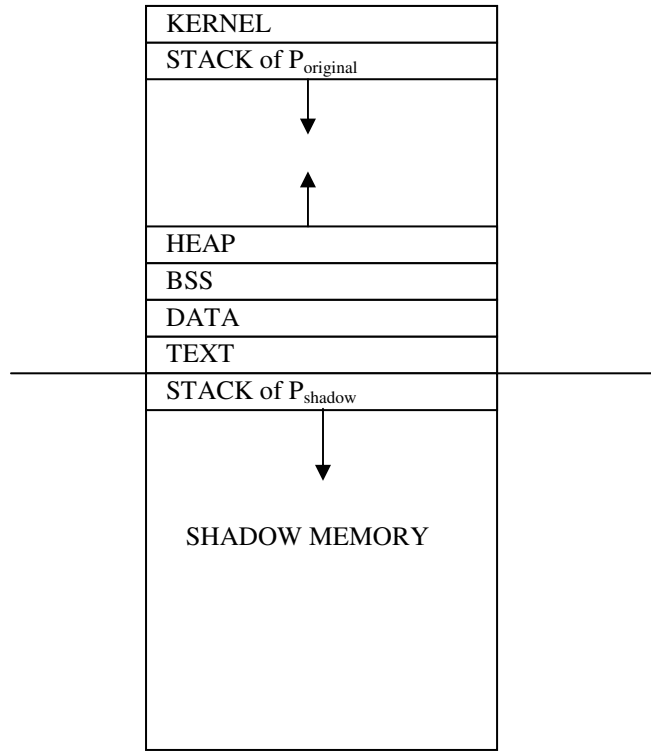 KERNEL
STACK of Poriginal
HEAP
BSS
DATA
TEXT
STACK of Pshadow
SHADOW MEMORY